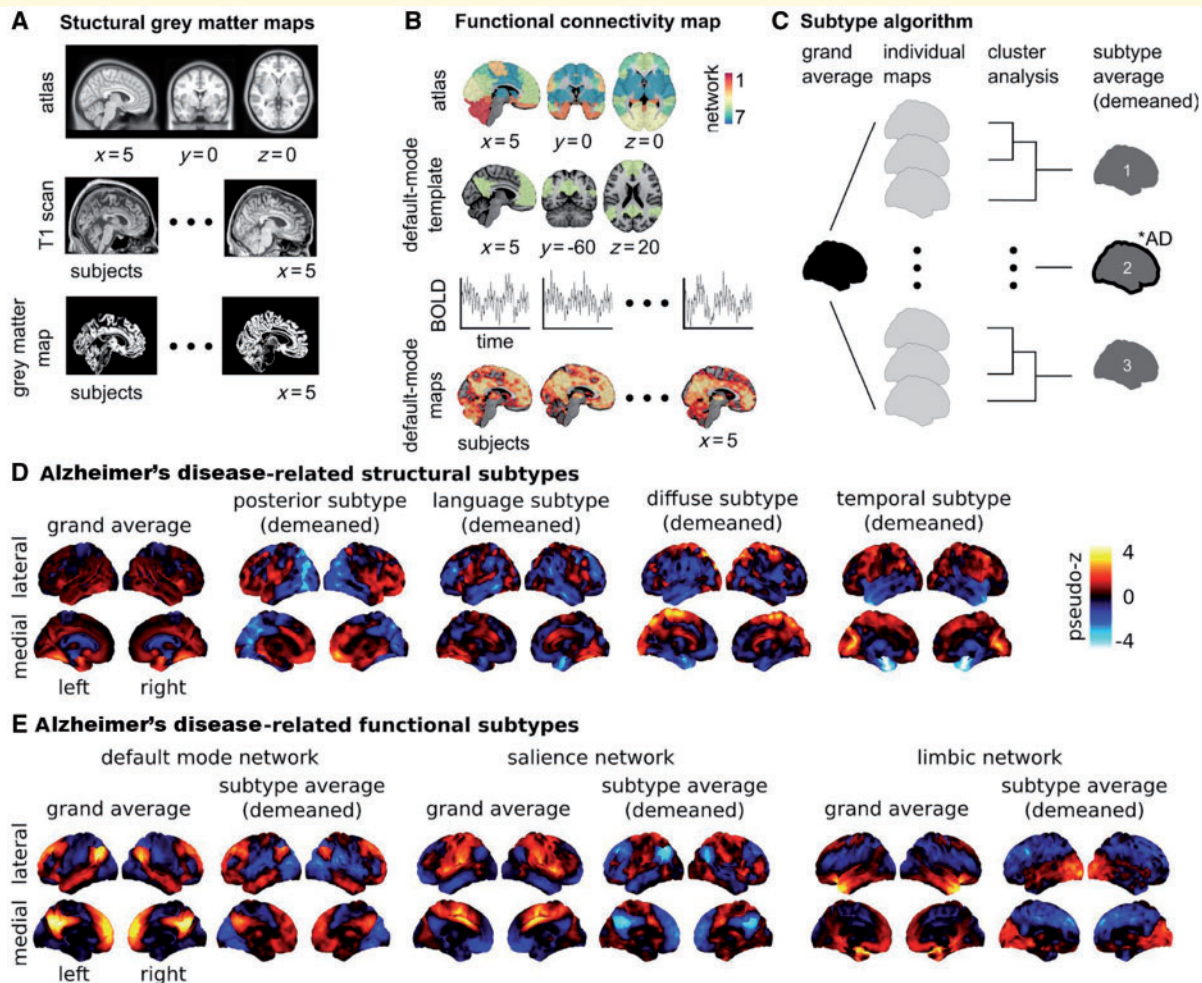 A Stuctural grey matter maps
atlas
x = 5 y = 0 z = 0
T1 scan
subjects x = 5
grey matter
map
subjects x = 5
B Functional connectivity map
atlas
network
1
7
x = 5 y = 0 z = 0
default-mode
template
x = 5 y = -60 z = 20
BOLD
time
default-mode
maps
subjects x = 5
C Subtype algorithm
grand
average
individual
maps
cluster
analysis
subtype
average
(demeaned)
1
*AD
2
3
D Alzheimer's disease-related structural subtypes
grand average
posterior subtype
(demeaned)
language subtype
(demeaned)
diffuse subtype
(demeaned)
temporal subtype
(demeaned)
lateral
medial
left right
pseudo-z
4
0
-4
E Alzheimer's disease-related functional subtypes
default mode network
grand average
subtype average
(demeaned)
salience network
grand average
subtype average
(demeaned)
limbic network
grand average
subtype average
(demeaned)
lateral
medial
left right